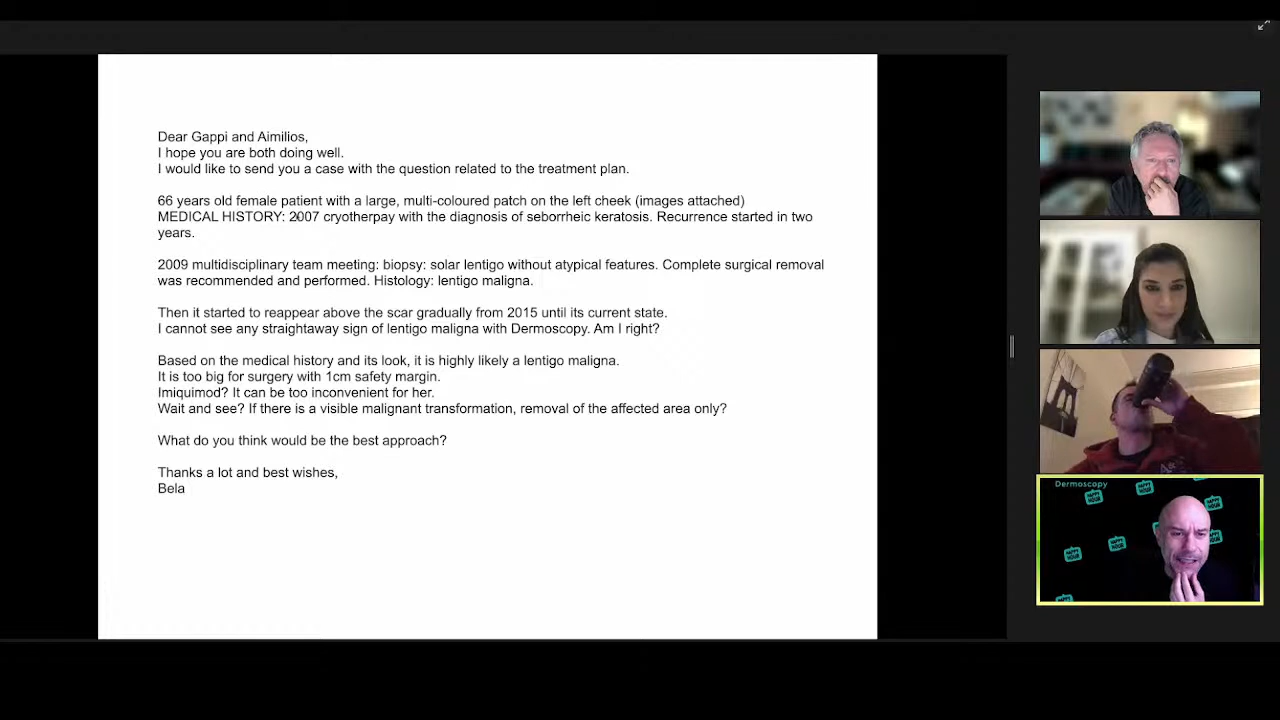 Dear Gappi and Aimilios,
I hope you are both doing well.
I would like to send you a case with the question related to the treatment plan.
66 years old female patient with a large, multi-coloured patch on the left cheek (images attached)
MEDICAL HISTORY: 2007 cryotherpay with the diagnosis of seborrheic keratosis. Recurrence started in two
years.
2009 multidisciplinary team meeting: biopsy: solar lentigo without atypical features. Complete surgical removal
was recommended and performed. Histology: lentigo maligna.
Then it started to reappear above the scar gradually from 2015 until its current state.
I cannot see any straightaway sign of lentigo maligna with Dermoscopy. Am I right?
Based on the medical history and its look, it is highly likely a lentigo maligna.
It is too big for surgery with 1cm safety margin.
Imiquimod? It can be too inconvenient for her.
Wait and see? If there is a visible malignant transformation, removal of the affected area only?
What do you think would be the best approach?
Thanks a lot and best wishes,
Bela
Dermoscopy